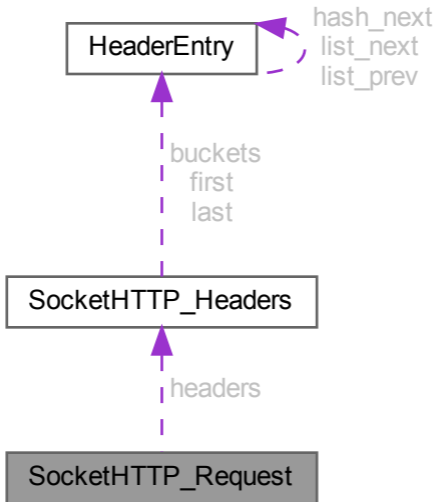 hash_next
list_next
list_prev
HeaderEntry
buckets
first
last
SocketHTTP_Headers
headers
SocketHTTP_Request